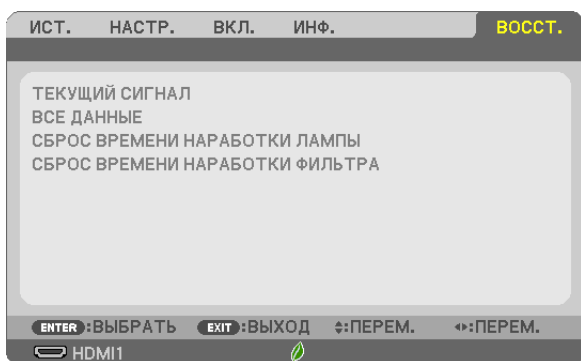 ИСТ. НАСТР. ВКЛ. ИНФ. ВОССТ.
ТЕКУЩИЙ СИГНАЛ
ВСЕ ДАННЫЕ
СБРОС ВРЕМЕНИ НАРАБОТКИ ЛАМПЫ
СБРОС ВРЕМЕНИ НАРАБОТКИ ФИЛЬТРА
ENTER:ВЫБРАТЬ EXIT:ВЫХОД :ПЕРЕМ. :ПЕРЕМ.
HDMI1